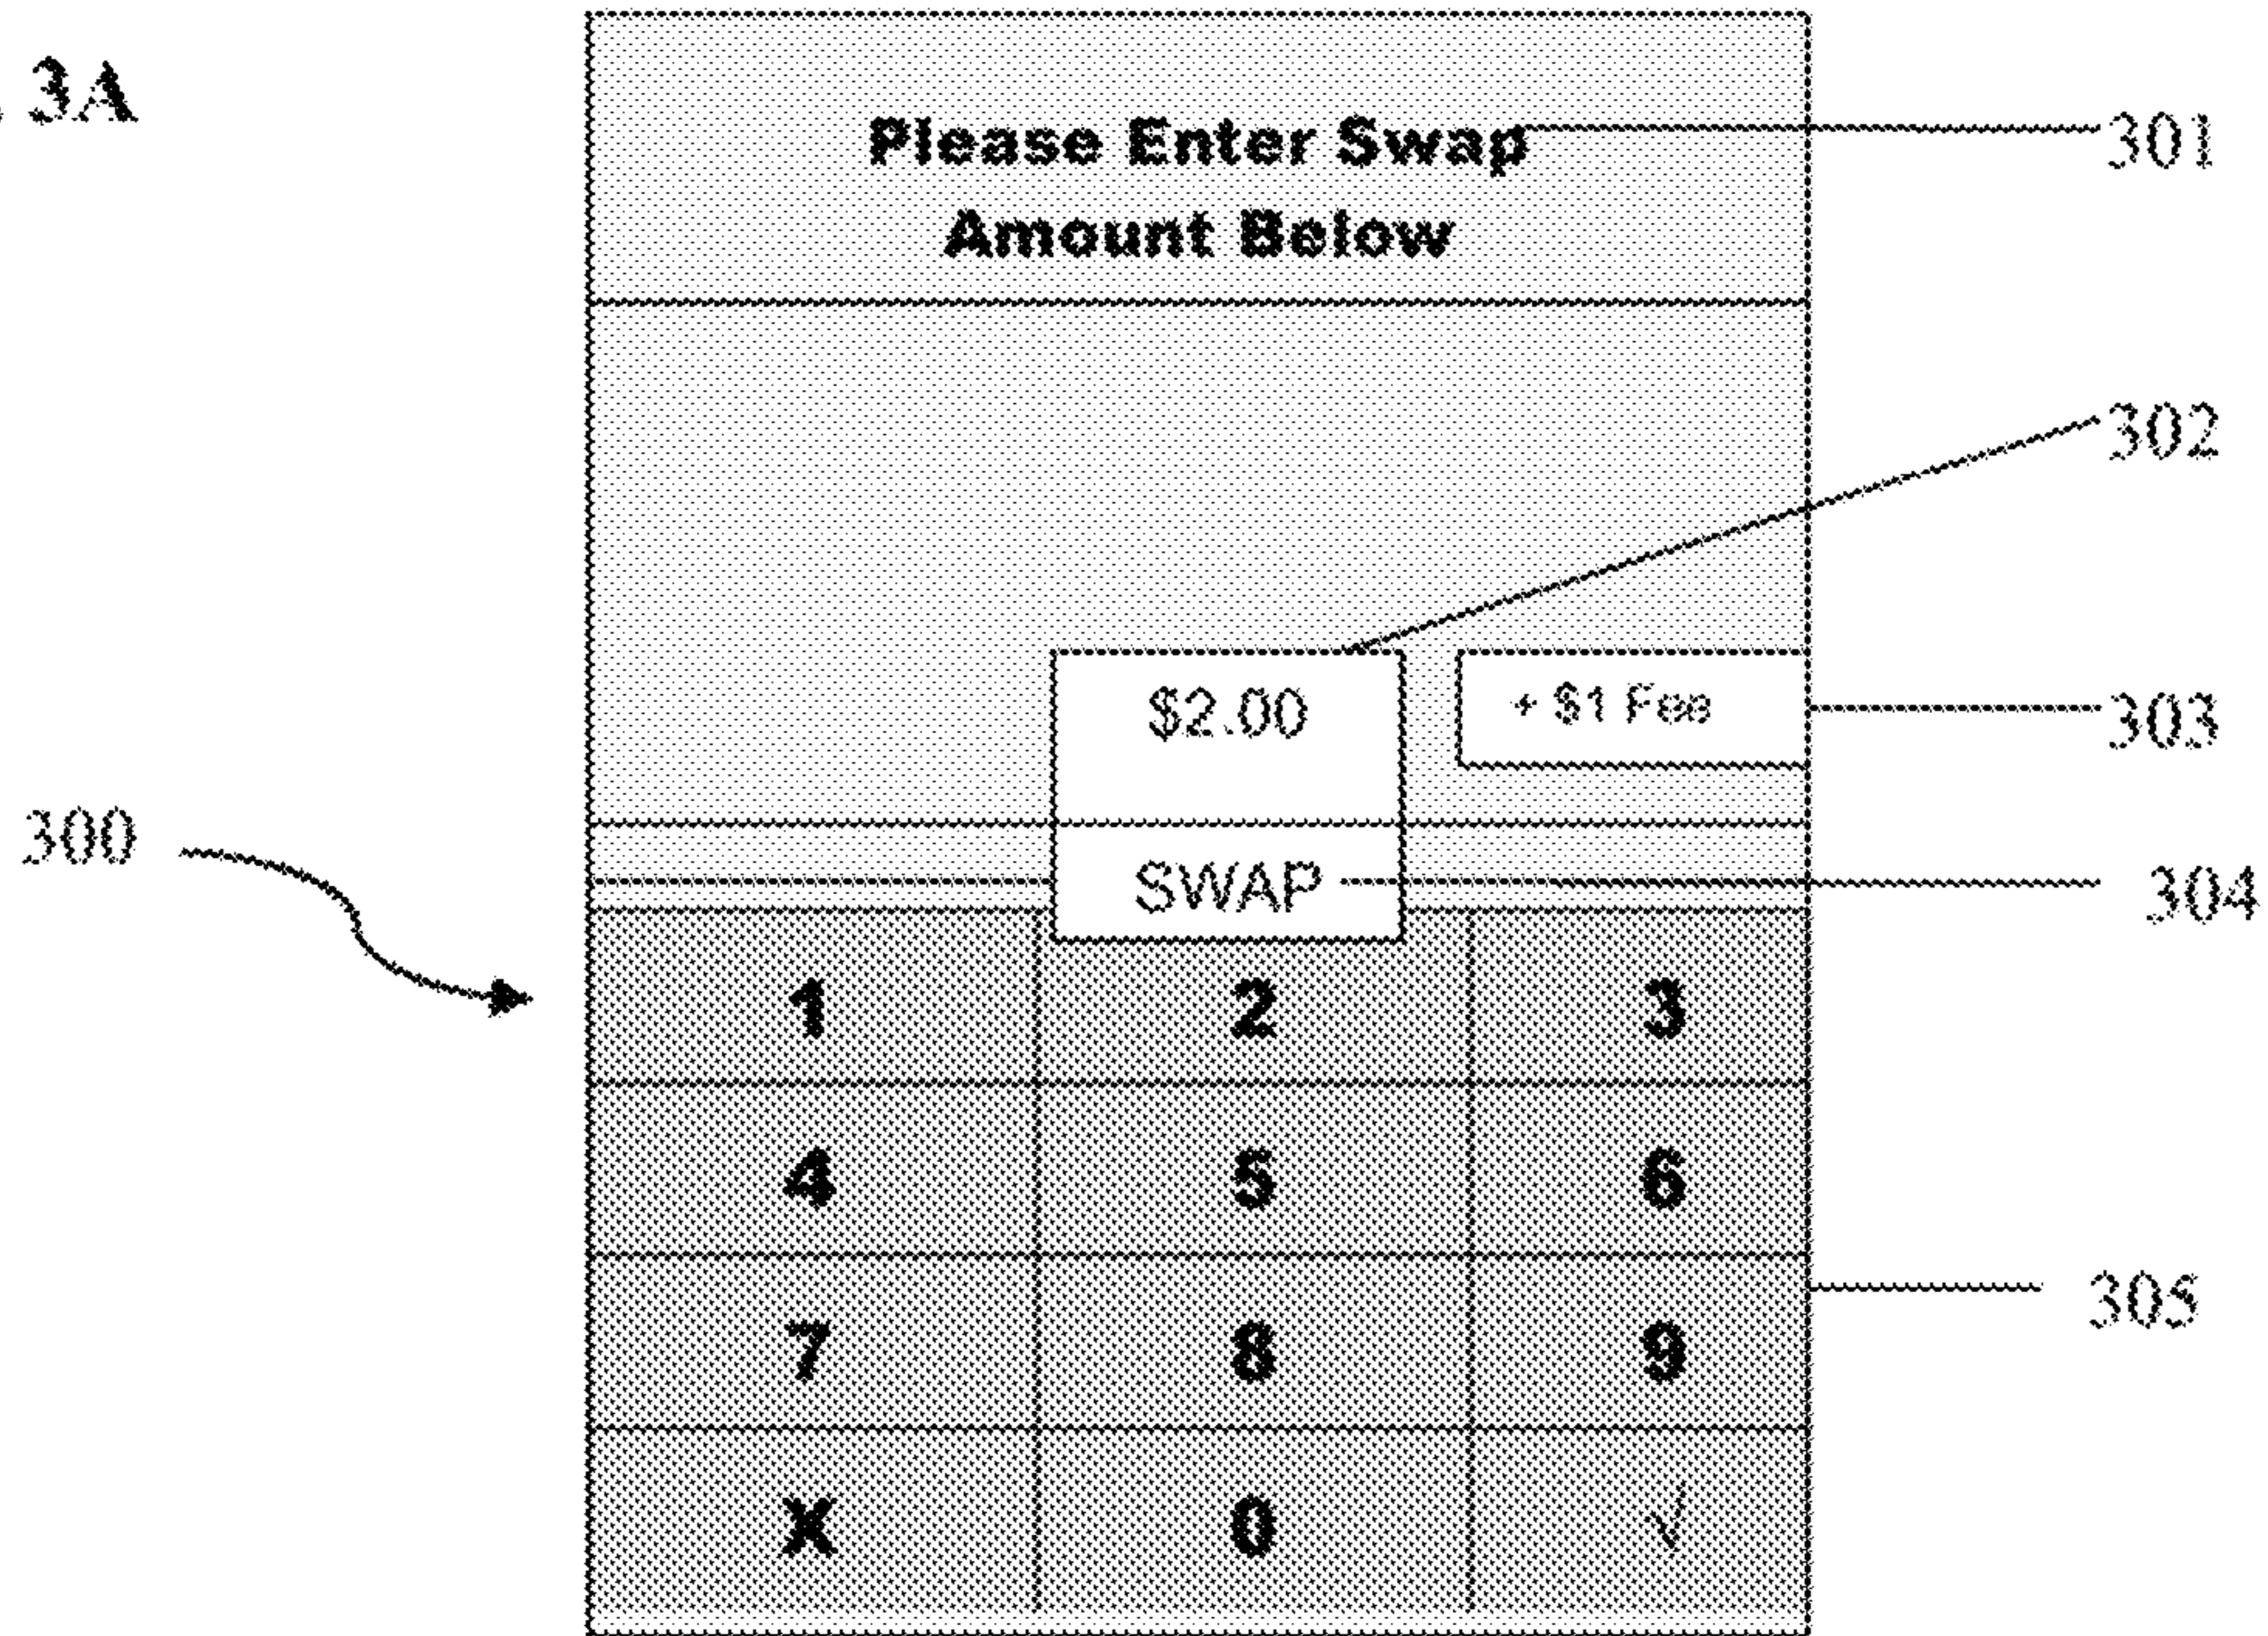 3A
Please Enter Swap
Amount Below
301
302
$2.00
+ $1 Fee
303
300
SWAP
304
1 2 3
4 5 6
305
7 8 9
X 0 √